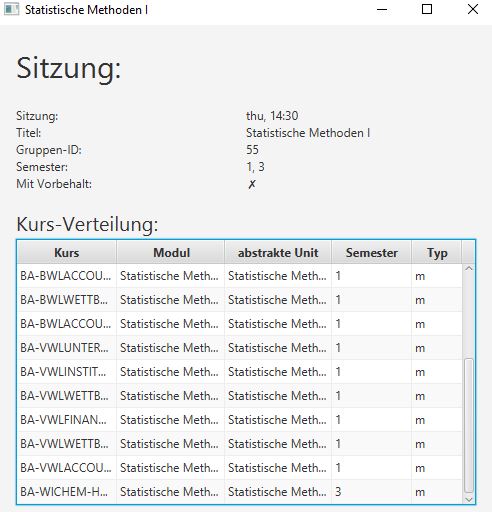 Statistische Methoden I
Sitzung:
Sitzung: thu, 14:30
Titel: Statistische Methoden I
Gruppen-ID: 55
Semester: 1, 3
Mit Vorbehalt: ✗
Kurs-Verteilung:
Kurs Modul abstrakte Unit Semester Typ
BA-BWLACCOU... Statistische Meth... Statistische Meth... 1 m
BA-BWLWETTB... Statistische Meth... Statistische Meth... 1 m
BA-BWLACCOU... Statistische Meth... Statistische Meth... 1 m
BA-VWLUNTER... Statistische Meth... Statistische Meth... 1 m
BA-VWLINSTIT... Statistische Meth... Statistische Meth... 1 m
BA-VWLWETTB... Statistische Meth... Statistische Meth... 1 m
BA-VWLFINAN... Statistische Meth... Statistische Meth... 1 m
BA-VWLWETTB... Statistische Meth... Statistische Meth... 1 m
BA-VWLACCOU... Statistische Meth... Statistische Meth... 1 m
BA-WICHEM-H... Statistische Meth... Statistische Meth... 3 m